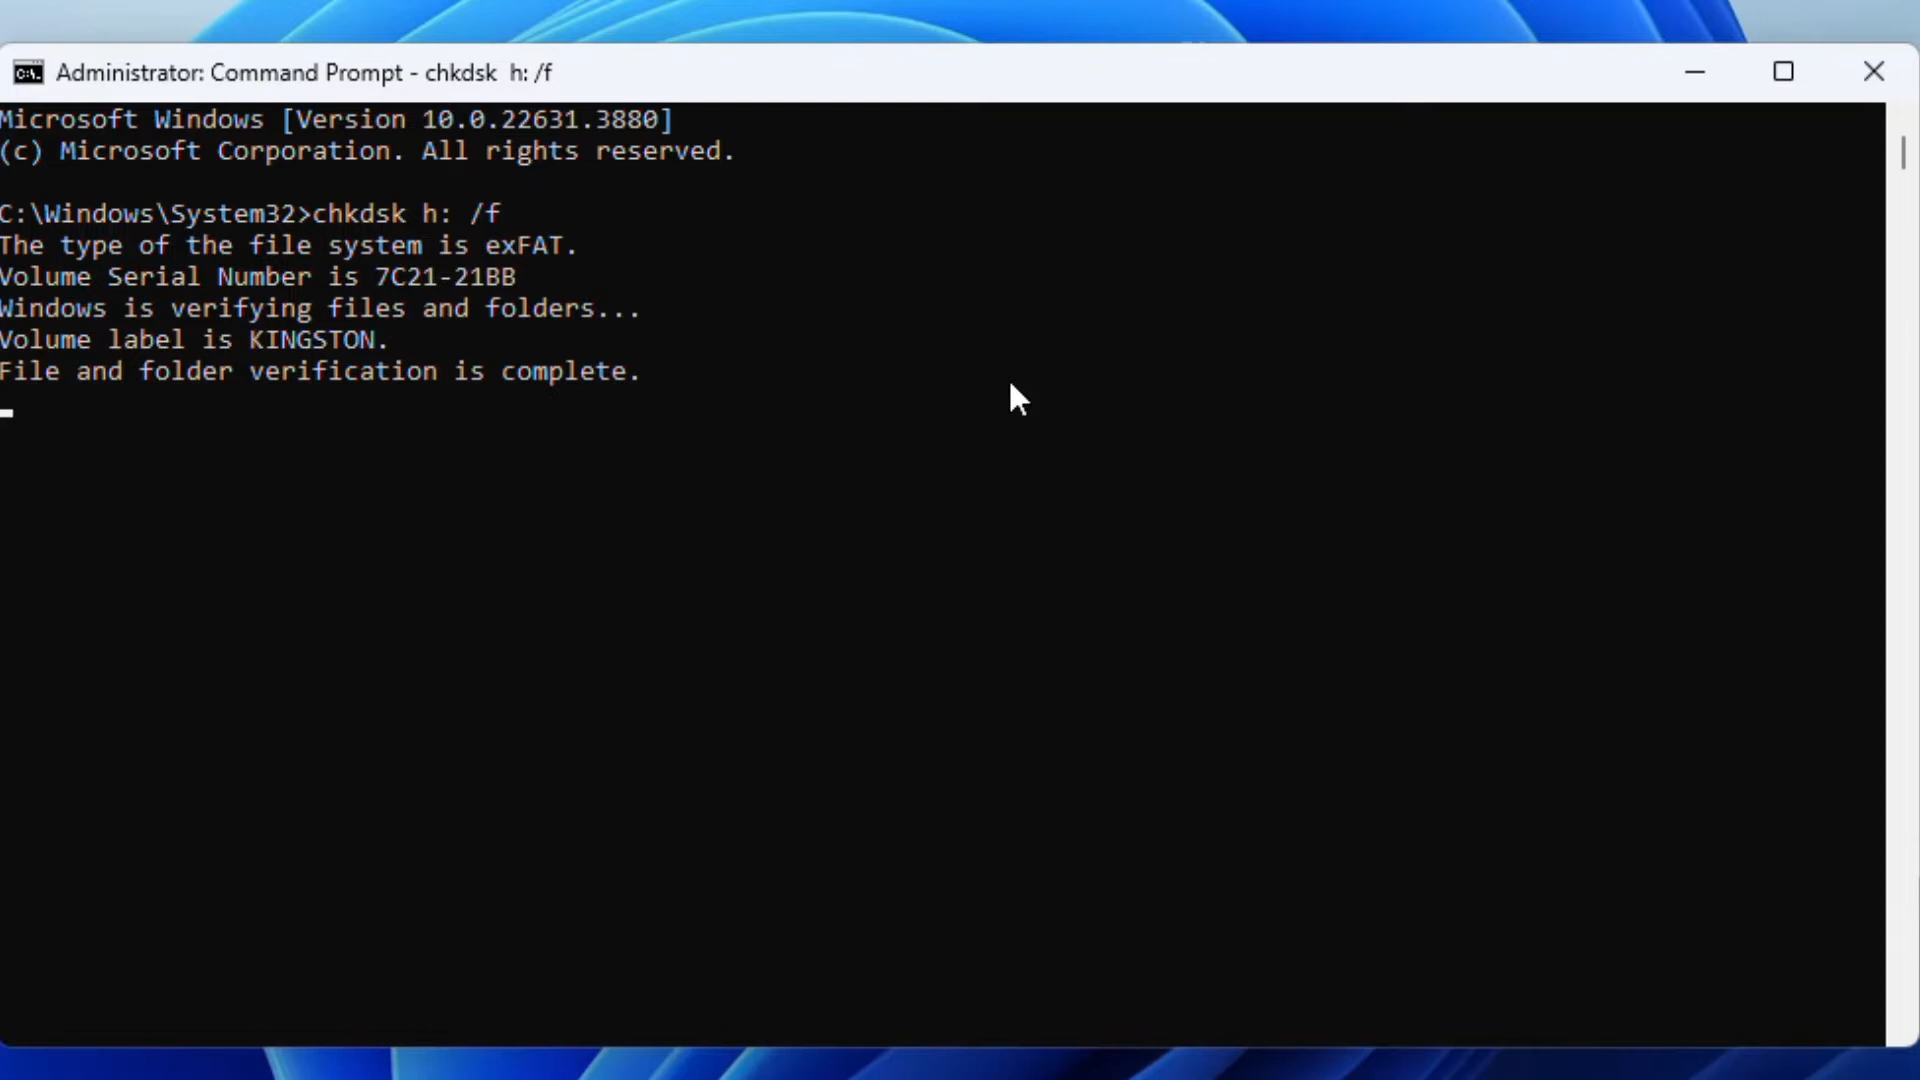 Administrator: Command Prompt - chkdsk  h: /f
Microsoft Windows [Version 10.0.22631.3880]
(c) Microsoft Corporation. All rights reserved.
C:\Windows\System32>chkdsk h: /f
The type of the file system is exFAT.
Volume Serial Number is 7C21-21BB
Windows is verifying files and folders...
Volume label is KINGSTON.
File and folder verification is complete.